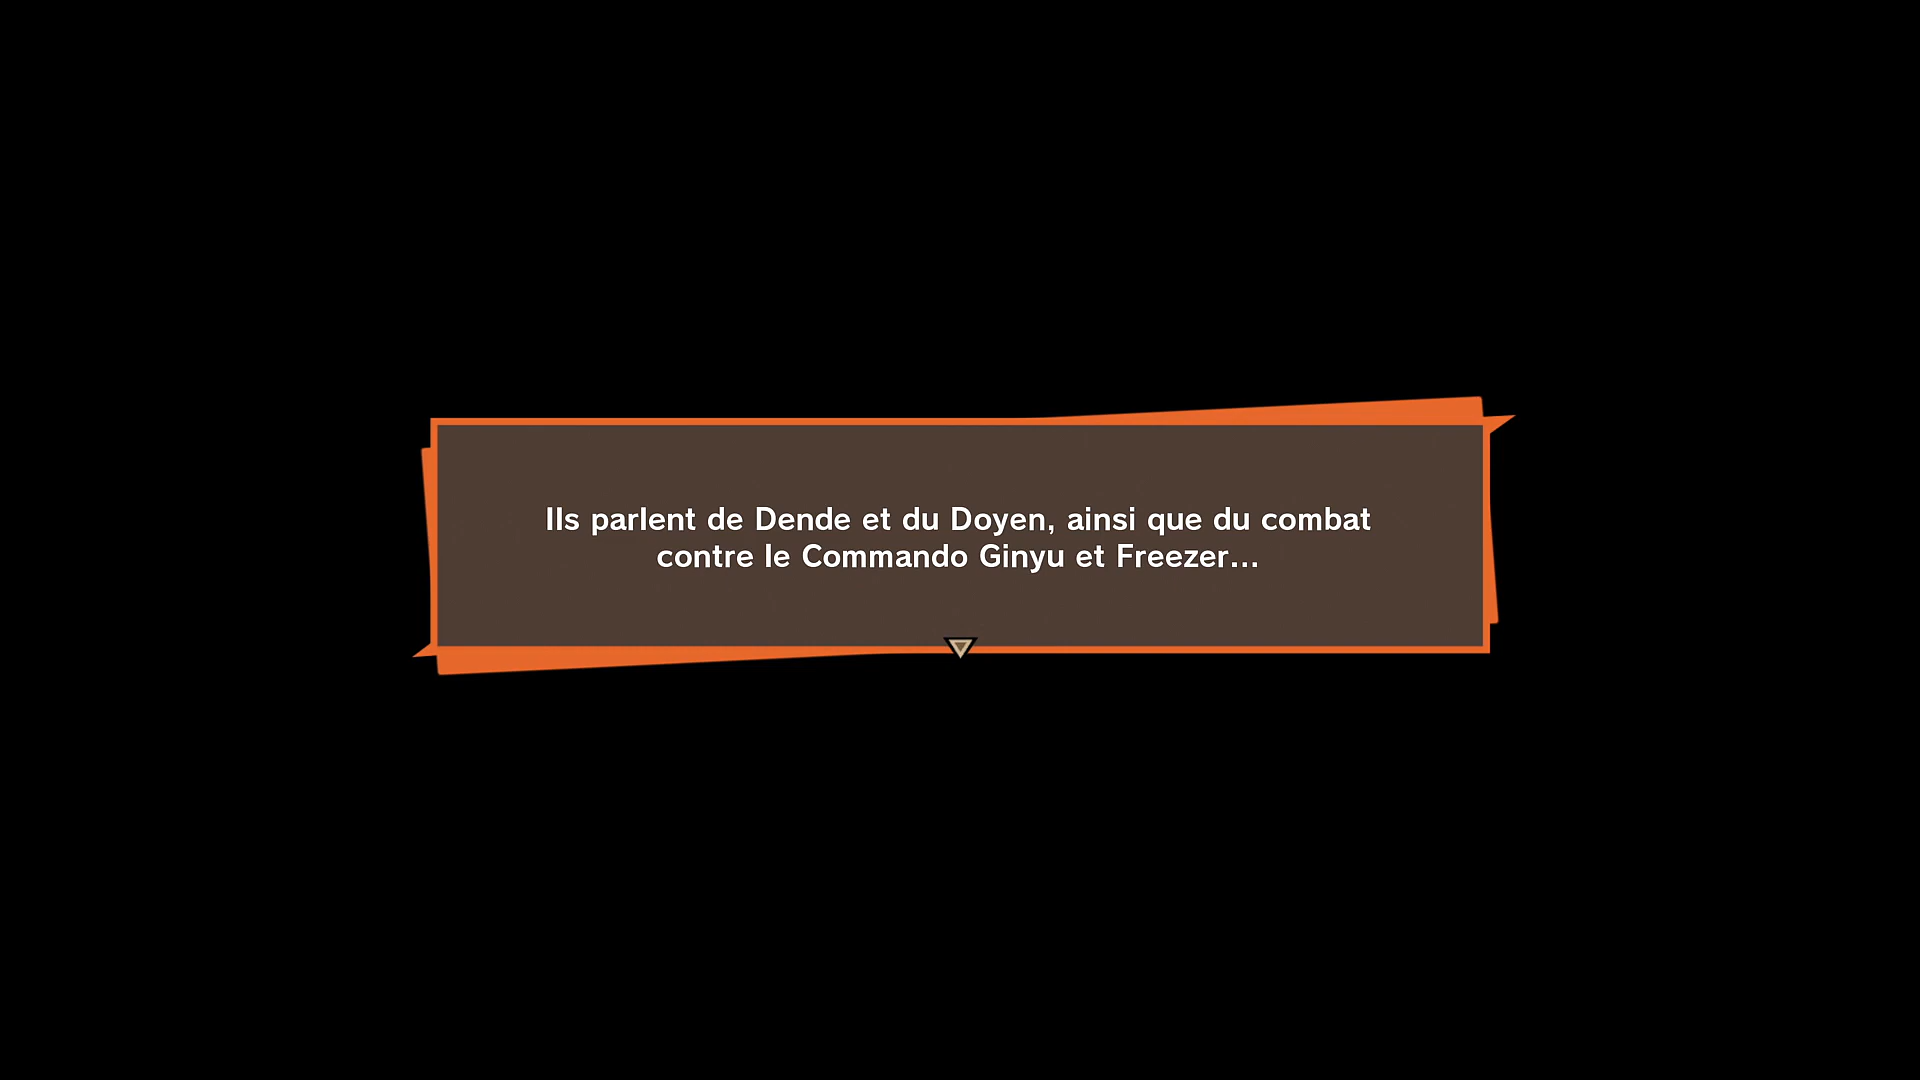 Ils parlent de Dende et du Doyen, ainsi que du combat
contre le Commando Ginyu et Freezer...